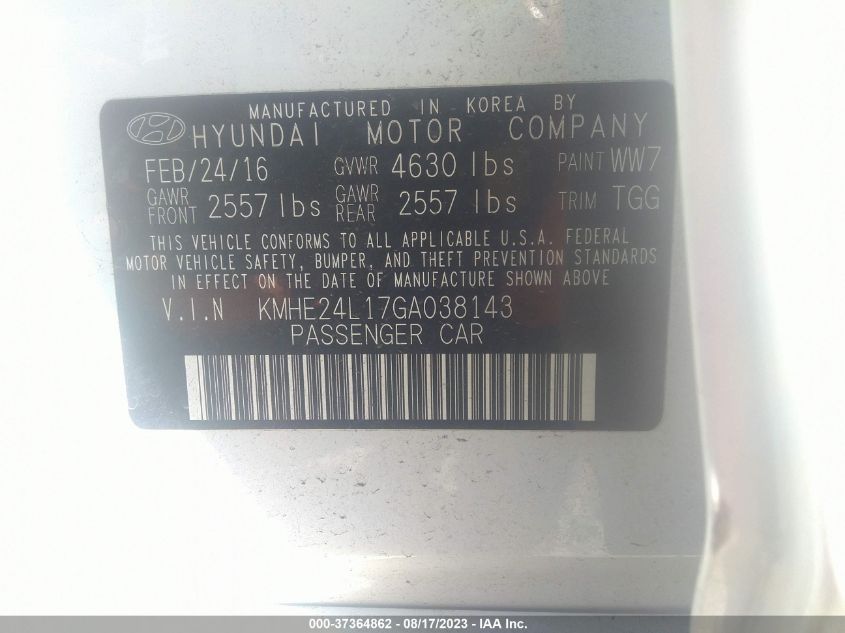 MANUFACTURED IN KOREA BY
HYUNDAI MOTOR COMPANY
FEB/24/16 GVWR 4630 lbs PAINT WW7
GAWR FRONT 2557 lbs GAWR REAR 2557 lbs TRIM TGG
THIS VEHICLE CONFORMS TO ALL APPLICABLE U.S.A. FEDERAL
MOTOR VEHICLE SAFETY, BUMPER, AND THEFT PREVENTION STANDARDS
IN EFFECT ON THE DATE OF MANUFACTURE SHOWN ABOVE
V.I.N KMHE24L17GA038143
PASSENGER CAR
000-37364862 - 08/17/2023 - IAA Inc.